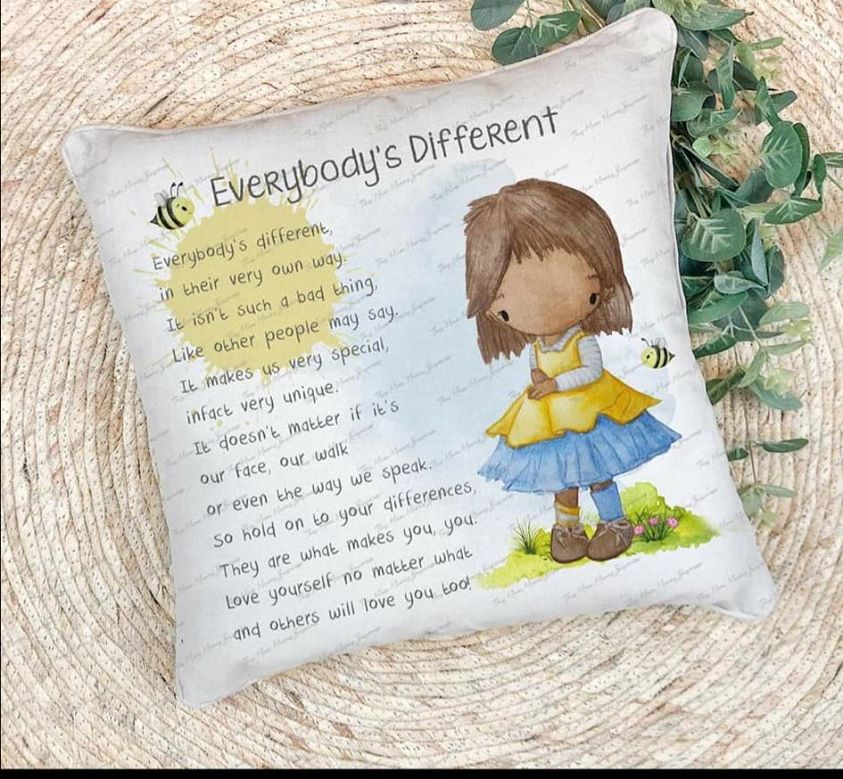 Everybody's Different
Everybody's different,
in their very own way.
It isn't such a bad thing,
Like other people may say.
It makes us very special,
infact very unique.
It doesn't matter if it's
our face, our walk
or even the way we speak.
So hold on to your differences,
They are what makes you, you.
Love yourself no matter what
and others will love you too!